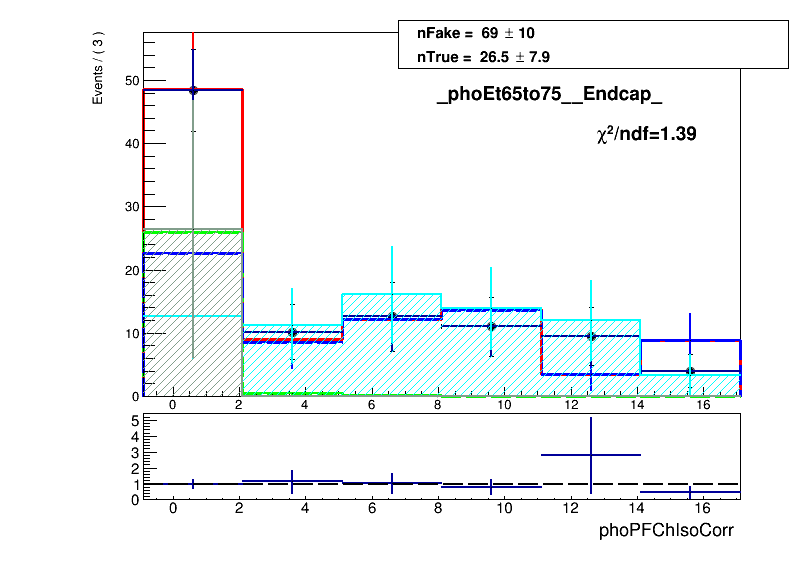 nFake = 69 ± 10
nTrue = 26.5 ± 7.9
_phoEt65to75__Endcap_
χ²/ndf=1.39
Events / ( 3 )
50
40
30
20
10
0
0 2 4 6 8 10 12 14 16
5
4
3
2
1
0
0 2 4 6 8 10 12 14 16
phoPFChIsoCorr